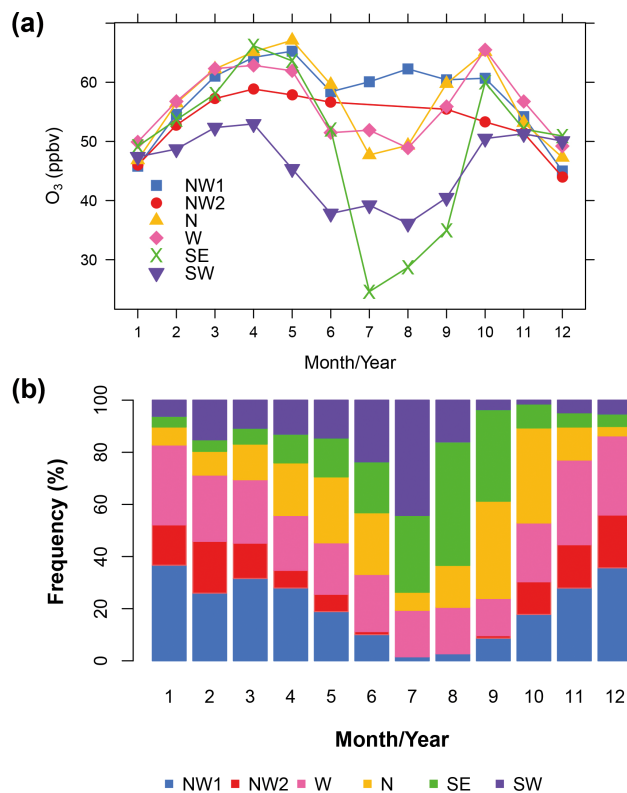 (a)
O3 (ppbv)
60
50
40
30
NW1
NW2
N
W
SE
SW
1 2 3 4 5 6 7 8 9 10 11 12
Month/Year
(b)
Frequency (%)
100
80
60
40
20
0
1 2 3 4 5 6 7 8 9 10 11 12
Month/Year
NW1 NW2 W N SE SW